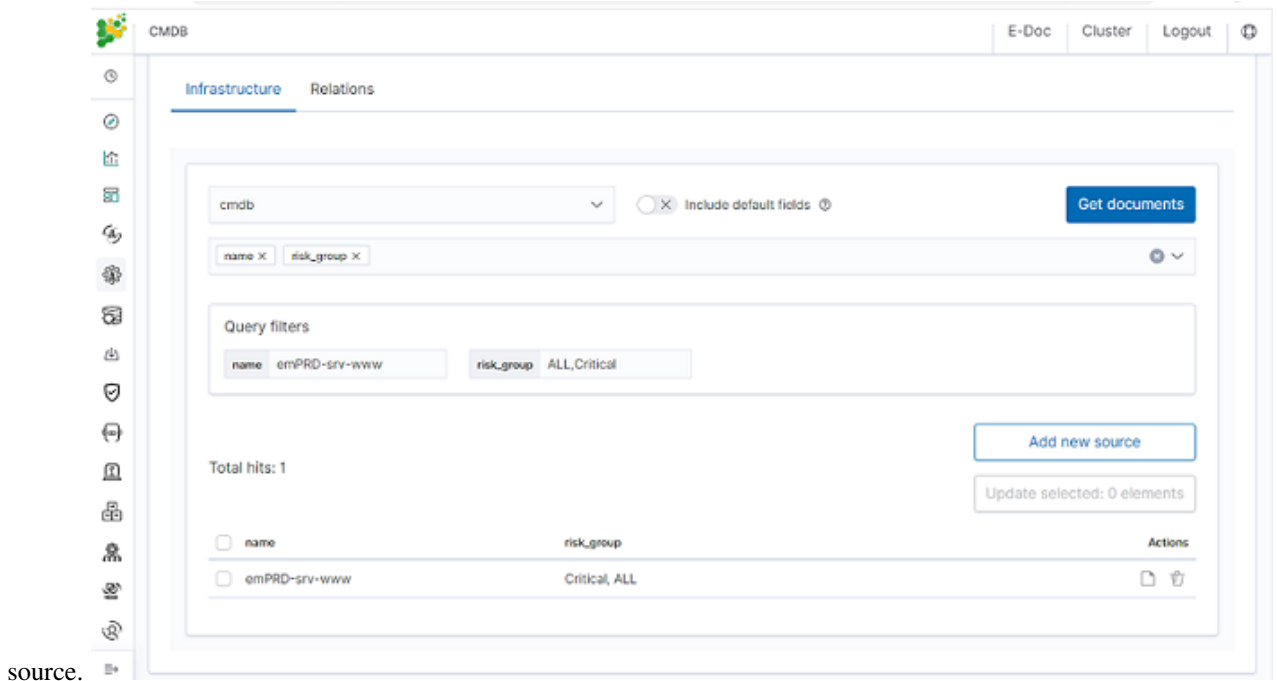 CMDB E-Doc Cluster Logout
Infrastructure Relations
cmdb Include default fields Get documents
name risk_group
Query filters
name emPRD-srv-www risk_group ALL,Critical
Add new source
Total hits: 1
Update selected: 0 elements
name risk_group Actions
emPRD-srv-www Critical, ALL
source.